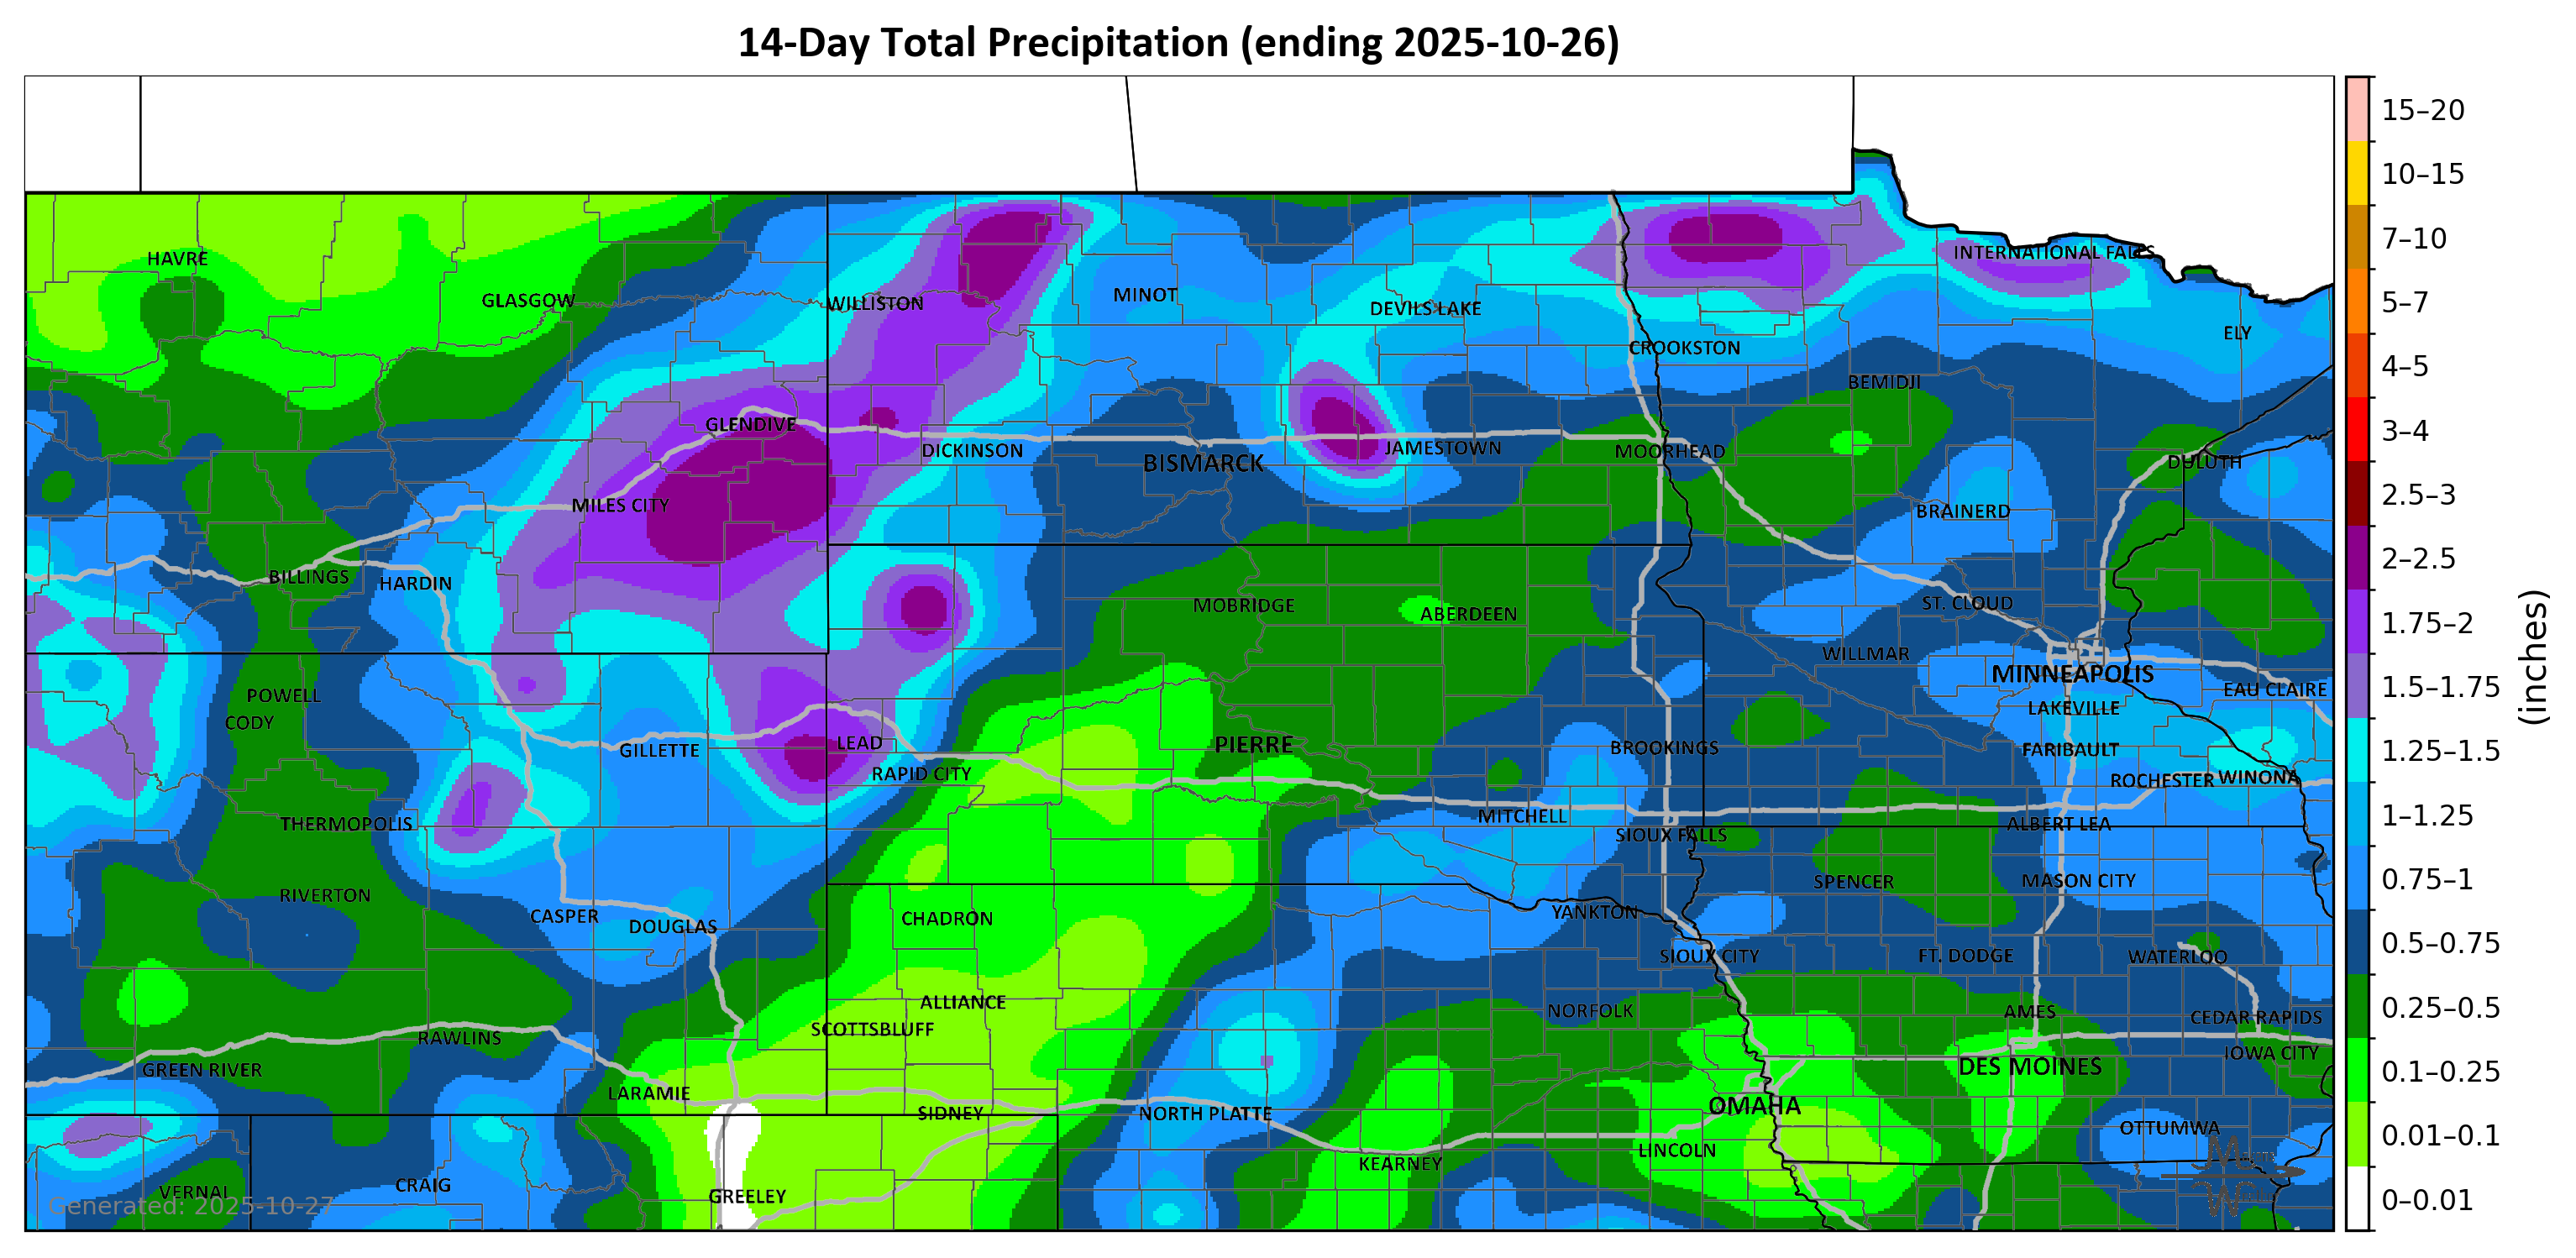 14-Day Total Precipitation (ending 2025-10-26)
15–20
10–15
7–10
5–7
4–5
3–4
2.5–3
2–2.5
1.75–2
1.5–1.75
1.25–1.5
1–1.25
0.75–1
0.5–0.75
0.25–0.5
0.1–0.25
0.01–0.1
0–0.01
(inches)
HAVRE
GLASGOW
WILLISTON
MINOT
DEVILS LAKE
INTERNATIONAL FALLS
ELY
CROOKSTON
BEMIDJI
GLENDIVE
DICKINSON
BISMARCK
JAMESTOWN
MOORHEAD
DULUTH
MILES CITY
BRAINERD
BILLINGS
HARDIN
MOBRIDGE
ABERDEEN
ST. CLOUD
WILLMAR
MINNEAPOLIS
EAU CLAIRE
POWELL
CODY
LAKEVILLE
GILLETTE
LEAD
PIERRE
BROOKINGS
FARIBAULT
RAPID CITY
ROCHESTER
WINONA
THERMOPOLIS
MITCHELL
SIOUX FALLS
ALBERT LEA
RIVERTON
SPENCER
MASON CITY
CASPER
DOUGLAS
CHADRON
YANKTON
SIOUX CITY
FT. DODGE
WATERLOO
ALLIANCE
NORFOLK
AMES
CEDAR RAPIDS
SCOTTSBLUFF
RAWLINS
IOWA CITY
GREEN RIVER
DES MOINES
LARAMIE
SIDNEY
NORTH PLATTE
OMAHA
OTTUMWA
LINCOLN
KEARNEY
VERNAL
CRAIG
GREELEY
Generated: 2025-10-27